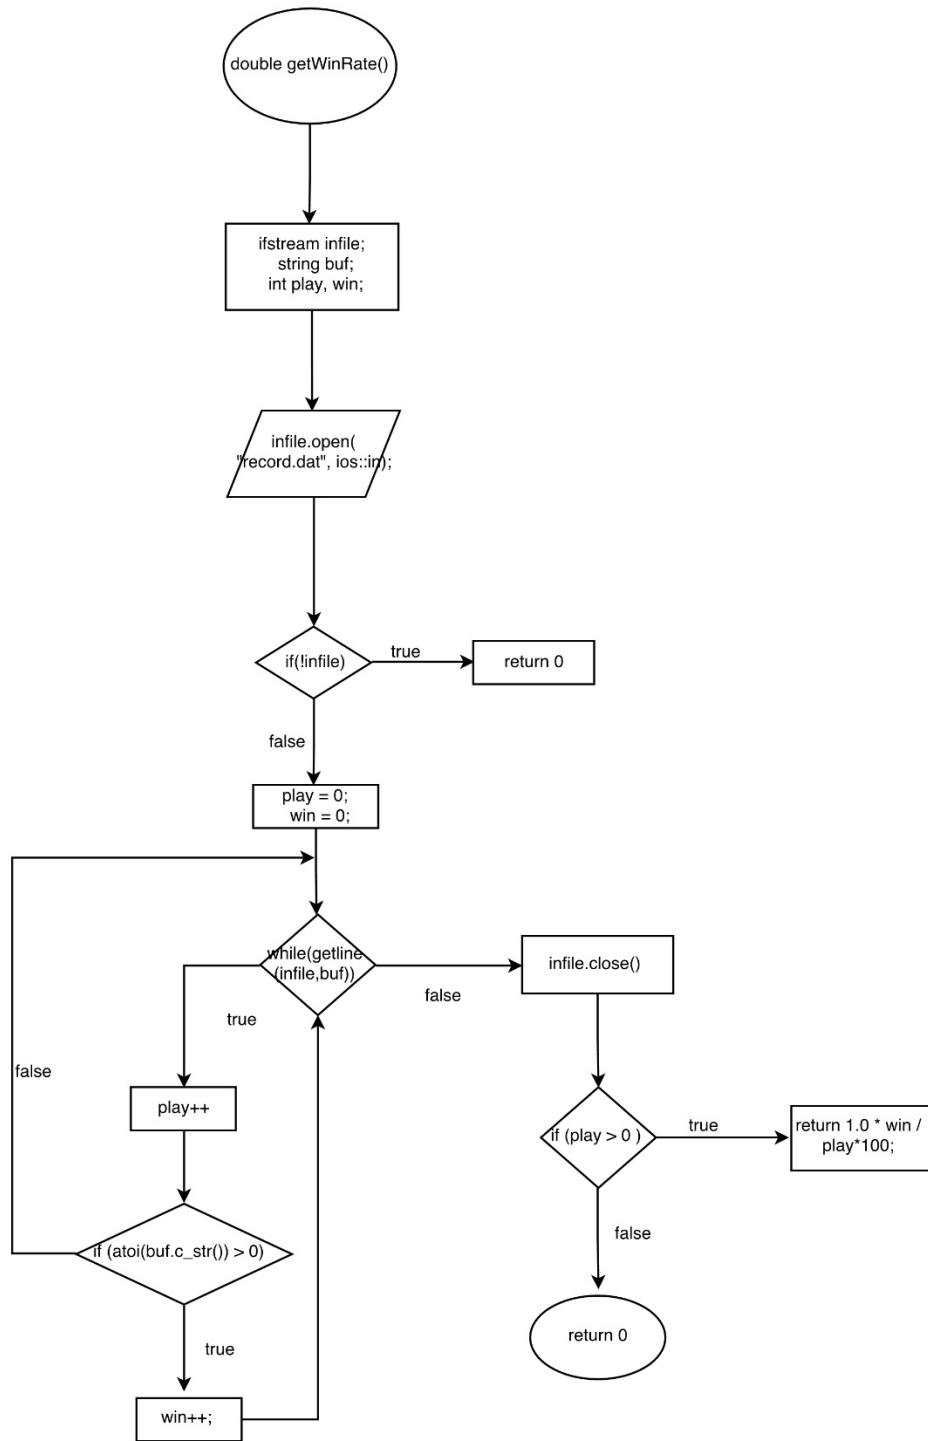 double getWinRate()
ifstream infile;
string buf;
int play, win;
infile.open(
"record.dat", ios::in);
if(!infile)
true
return 0
false
play = 0;
win = 0;
while(getline
(infile,buf))
false
infile.close()
true
false
play++
if (play > 0 )
true
return 1.0 * win /
play*100;
if (atoi(buf.c_str()) > 0)
false
true
return 0
win++;